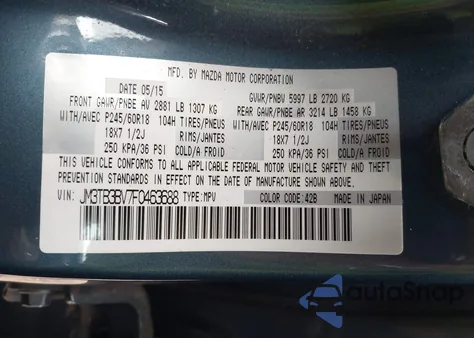 MFD. BY MAZDA MOTOR CORPORATION
DATE 05/15 GVWR/PNBV 5997 LB 2720 KG
FRONT GAWR/PNBE AV 2881 LB 1307 KG REAR GAWR/PNBE AR 3214 LB 1458 KG
WITH/AVEC P245/60R18 104H TIRES/PNEUS WITH/AVEC P245/60R18 104H TIRES/PNEUS
18X7 1/2J RIMS/JANTES 18X7 1/2J RIMS/JANTES
250 KPA/36 PSI COLD/A FROID 250 KPA/36 PSI COLD/A FROID
THIS VEHICLE CONFORMS TO ALL APPLICABLE FEDERAL MOTOR VEHICLE SAFETY, BUMPER, AND THEFT
PREVENTION STANDARDS IN EFFECT ON THE DATE OF MANUFACTURE SHOWN ABOVE.
VIN: JM3TB3BV7F0463688 TYPE:MPV COLOR CODE:42B MADE IN JAPAN
autoSnap